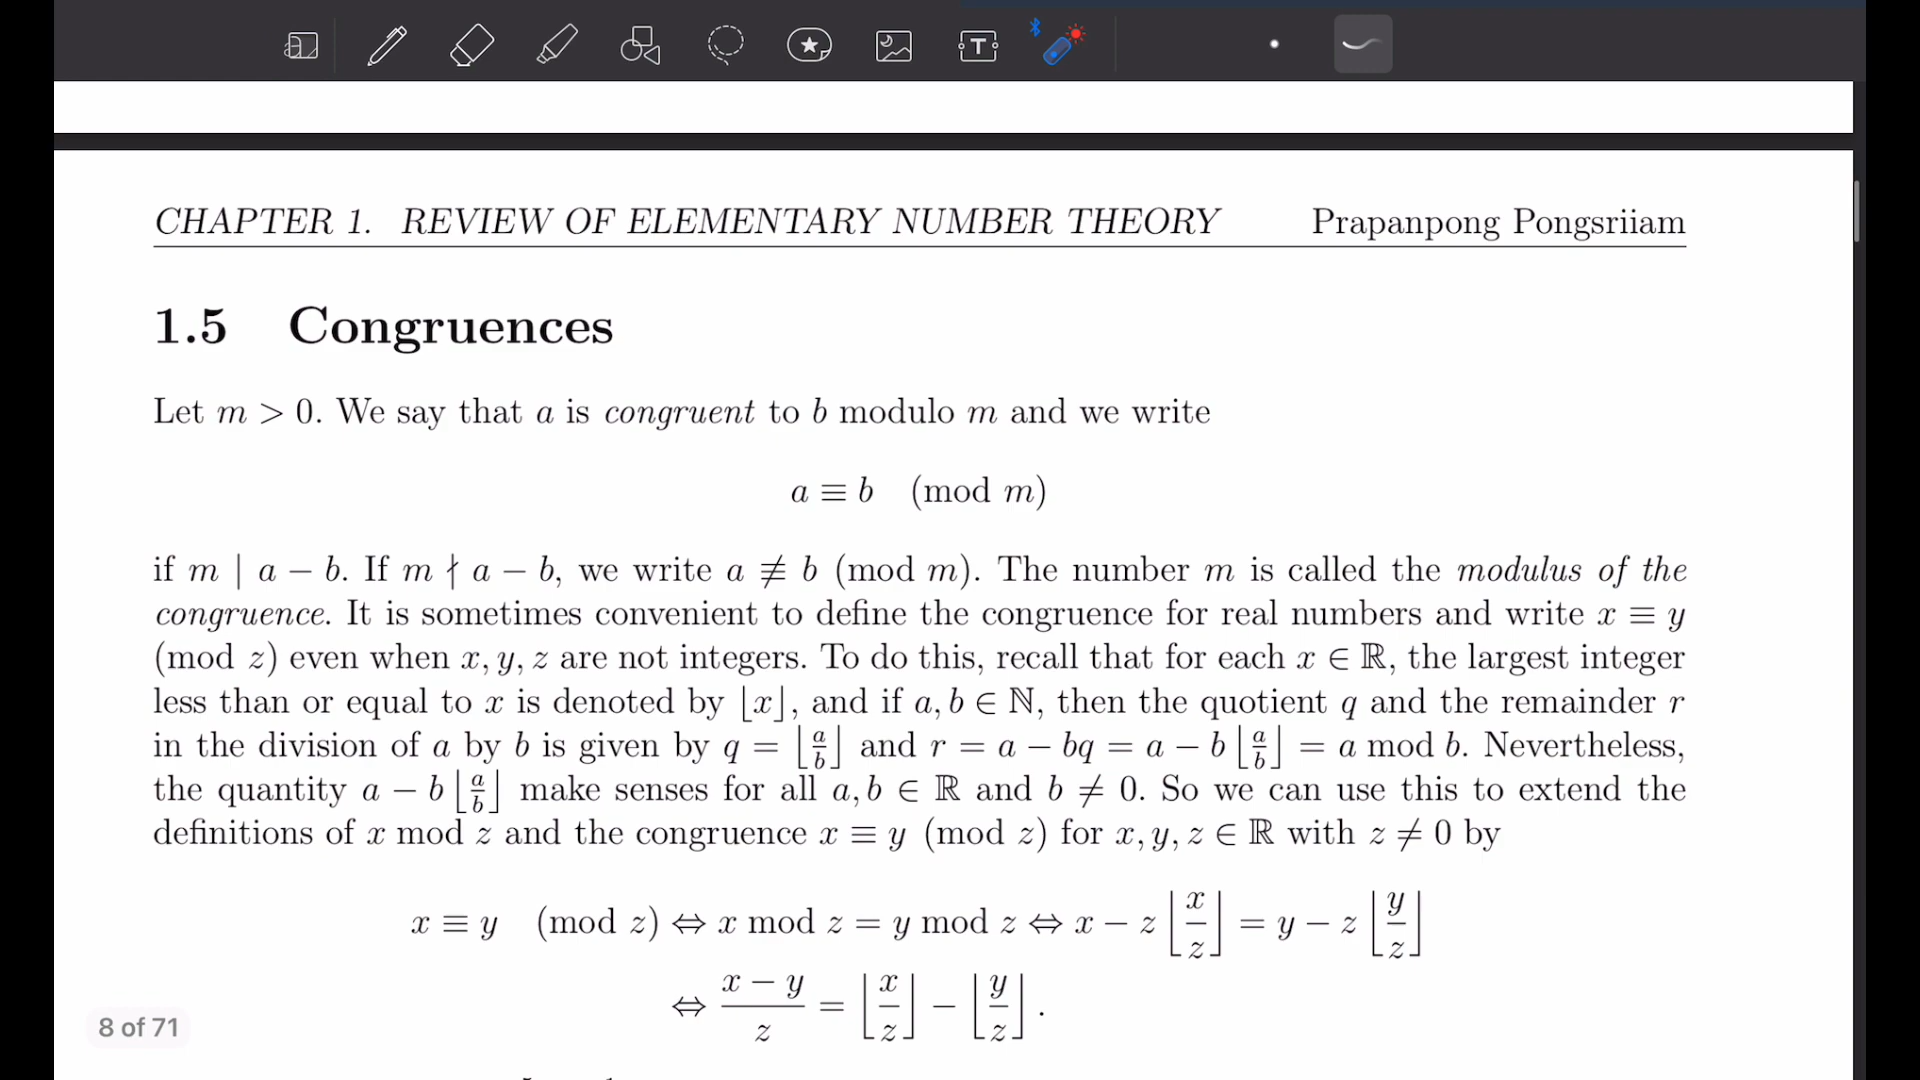 CHAPTER 1. REVIEW OF ELEMENTARY NUMBER THEORY Prapanpong Pongsriiam
1.5 Congruences
Let m > 0. We say that a is congruent to b modulo m and we write
a ≡ b (mod m)
if m | a − b. If m ∤ a − b, we write a ≢ b (mod m). The number m is called the modulus of the
congruence. It is sometimes convenient to define the congruence for real numbers and write x ≡ y
(mod z) even when x, y, z are not integers. To do this, recall that for each x ∈ ℝ, the largest integer
less than or equal to x is denoted by ⌊x⌋, and if a, b ∈ ℕ, then the quotient q and the remainder r
in the division of a by b is given by q = ⌊a/b⌋ and r = a − bq = a − b⌊a/b⌋ = a mod b. Nevertheless,
the quantity a − b⌊a/b⌋ make senses for all a, b ∈ ℝ and b ≠ 0. So we can use this to extend the
definitions of x mod z and the congruence x ≡ y (mod z) for x, y, z ∈ ℝ with z ≠ 0 by
x ≡ y (mod z) ⇔ x mod z = y mod z ⇔ x − z⌊x/z⌋ = y − z⌊y/z⌋
⇔ (x − y)/z = ⌊x/z⌋ − ⌊y/z⌋.
8 of 71